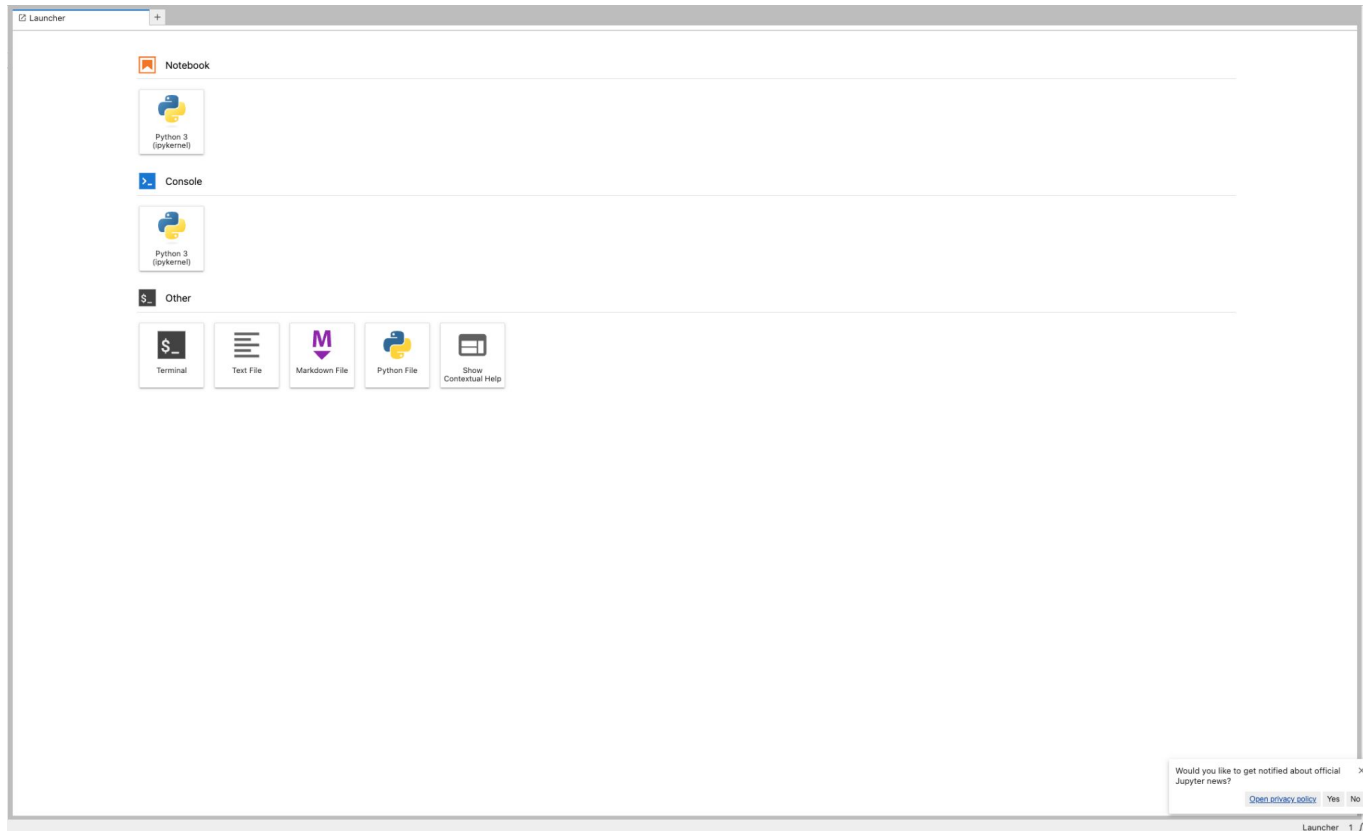 Launcher
+
Notebook
Python 3
(ipykernel)
>_ Console
Python 3
(ipykernel)
$_ Other
$_
M
Terminal
Text File
Markdown File
Python File
Show
Contextual Help
Would you like to get notified about official
Jupyter news?
Open privacy policy Yes No
Launcher 1